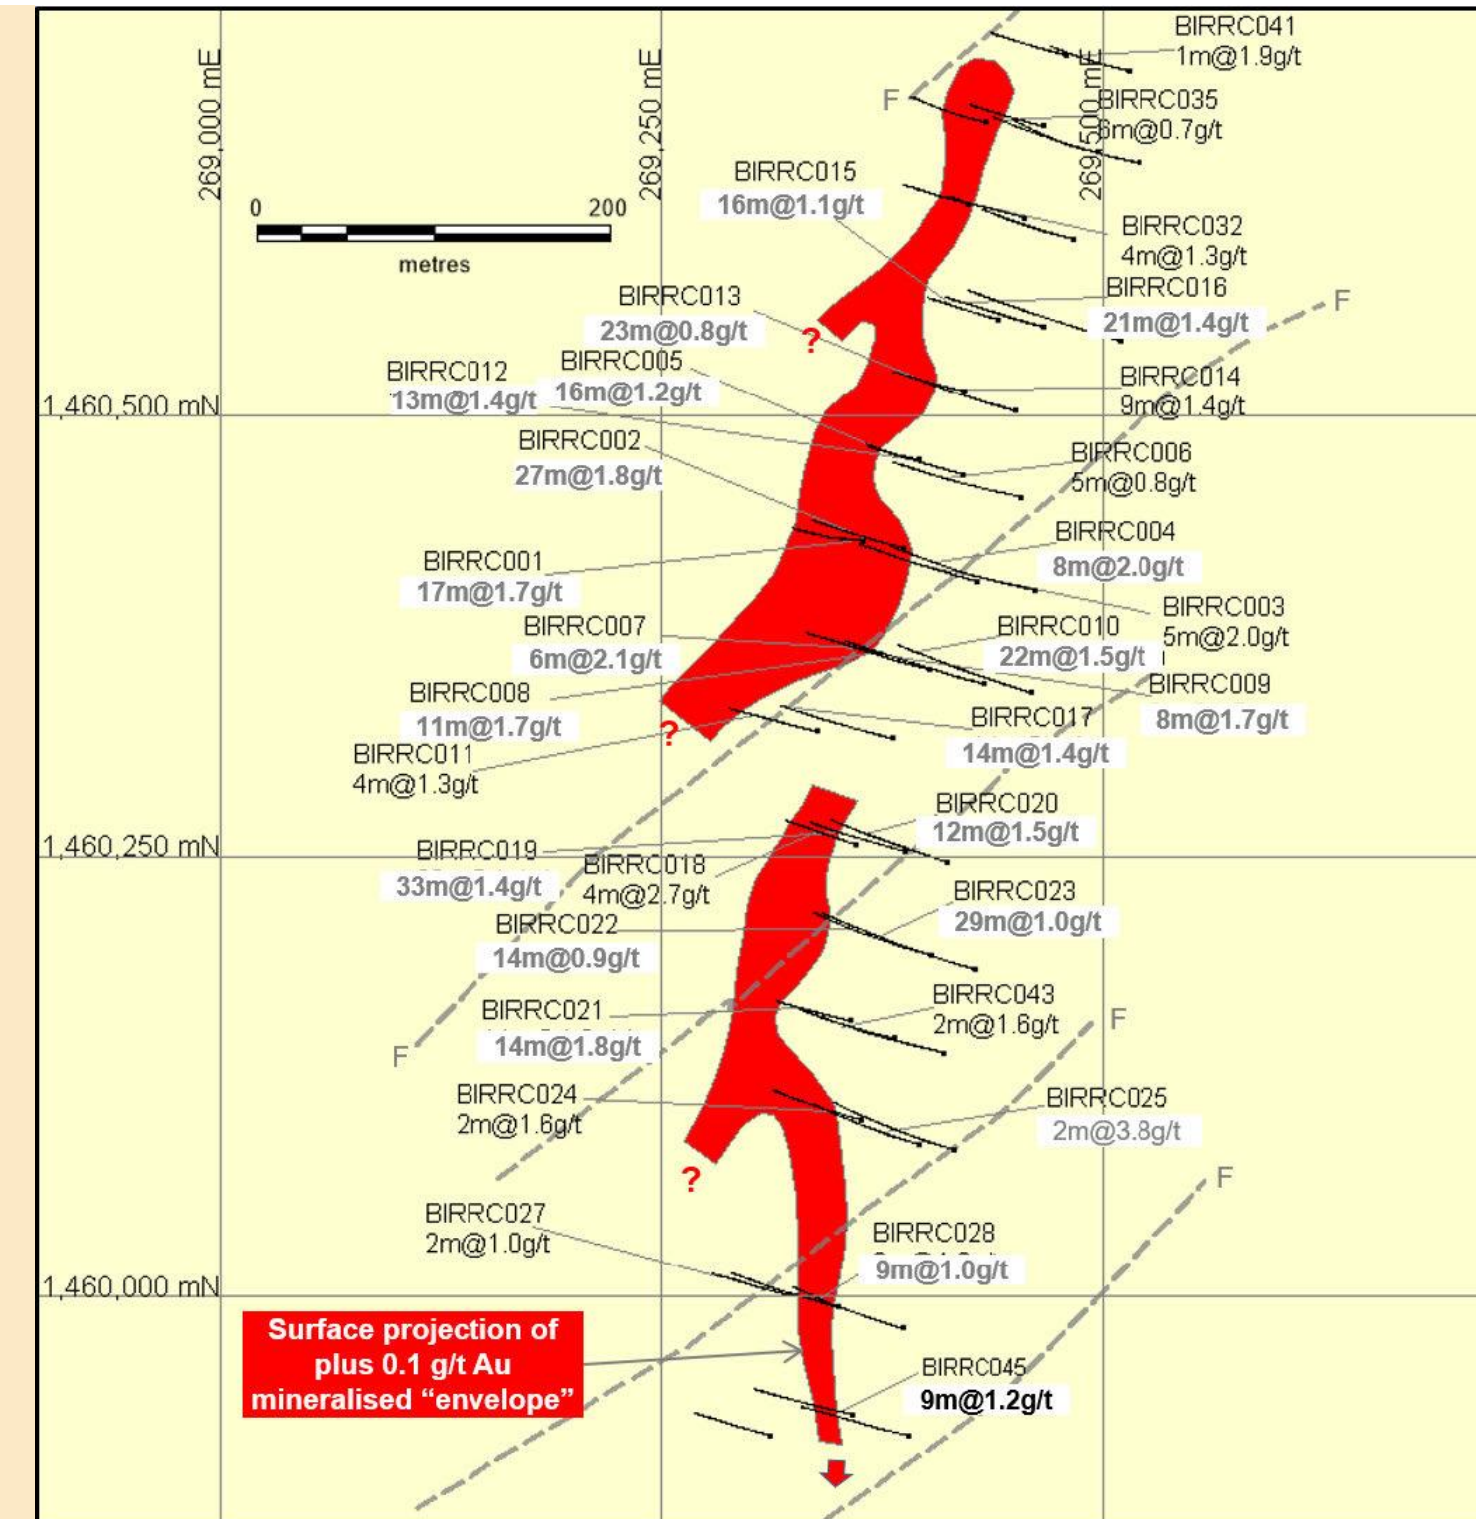 BIRRC041
1m@1.9g/t
269,000 mE
269,250 mE
269,500 mE
F
BIRRC035
6m@0.7g/t
BIRRC015
16m@1.1g/t
0 200
metres
BIRRC032
4m@1.3g/t
BIRRC016
21m@1.4g/t
F
BIRRC013
23m@0.8g/t
?
BIRRC005
16m@1.2g/t
BIRRC012
13m@1.4g/t
BIRRC014
9m@1.4g/t
1,460,500 mN
BIRRC002
27m@1.8g/t
BIRRC006
5m@0.8g/t
BIRRC004
8m@2.0g/t
BIRRC001
17m@1.7g/t
BIRRC003
5m@2.0g/t
BIRRC007
6m@2.1g/t
BIRRC010
22m@1.5g/t
BIRRC008
11m@1.7g/t
BIRRC009
8m@1.7g/t
?
BIRRC017
14m@1.4g/t
BIRRC011
4m@1.3g/t
BIRRC020
12m@1.5g/t
1,460,250 mN
BIRRC019
33m@1.4g/t
BIRRC018
4m@2.7g/t
BIRRC023
29m@1.0g/t
BIRRC022
14m@0.9g/t
BIRRC043
2m@1.6g/t
BIRRC021
14m@1.8g/t
F
F
BIRRC024
2m@1.6g/t
BIRRC025
2m@3.8g/t
?
F
BIRRC027
2m@1.0g/t
BIRRC028
9m@1.0g/t
1,460,000 mN
Surface projection of
plus 0.1 g/t Au
mineralised “envelope”
BIRRC045
9m@1.2g/t